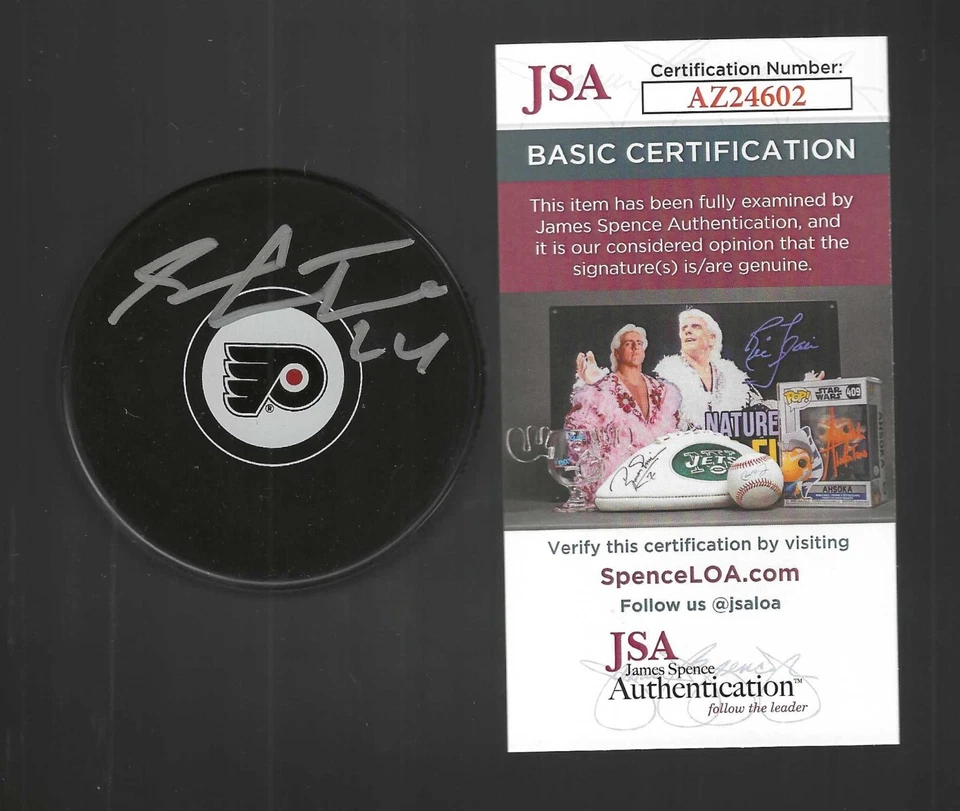 24
®
JSA
Certification Number:
AZ24602
BASIC CERTIFICATION
This item has been fully examined by
James Spence Authentication, and
it is our considered opinion that the
signature(s) is/are genuine.
NATURE
JETS
POP!
STAR WARS
409
AHSOKA
Verify this certification by visiting
SpenceLOA.com
Follow us @jsaloa
JSA
James Spence
Authentication™
follow the leader